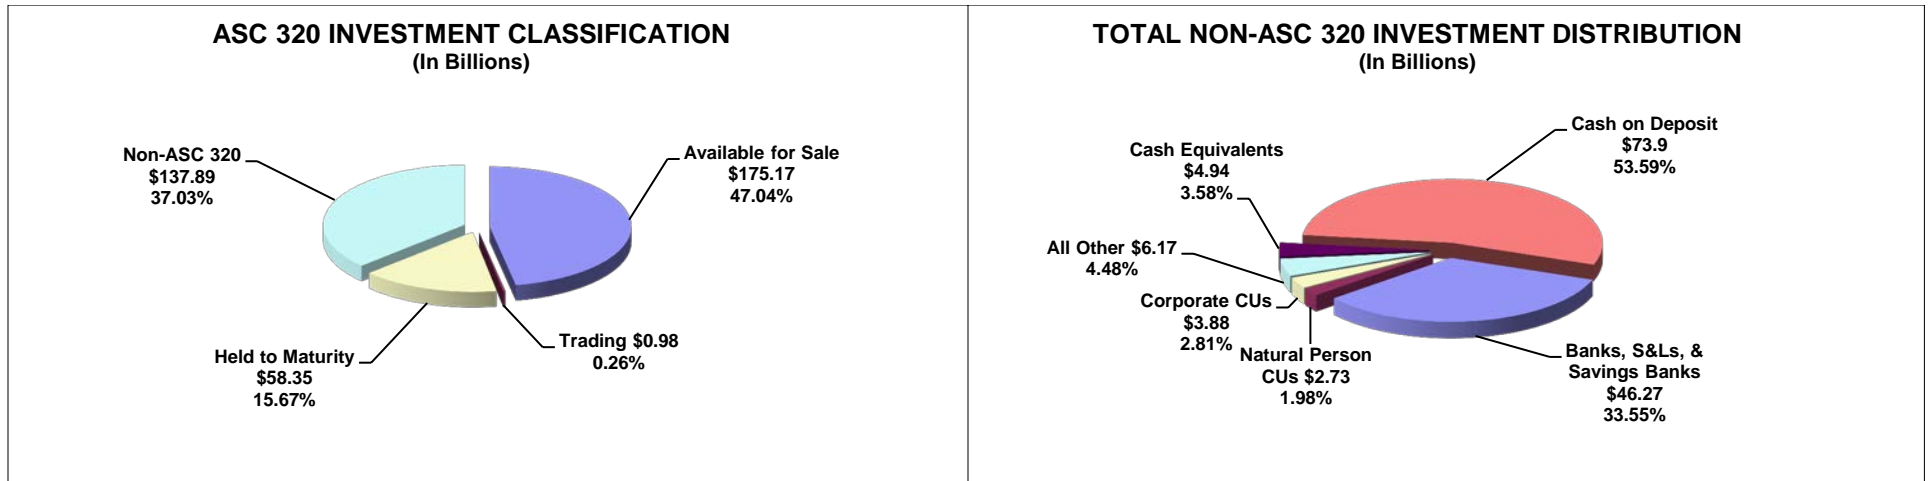 ASC 320 INVESTMENT CLASSIFICATION
(In Billions)
Non-ASC 320
$137.89
37.03%
Available for Sale
$175.17
47.04%
Held to Maturity
$58.35
15.67%
Trading $0.98
0.26%
TOTAL NON-ASC 320 INVESTMENT DISTRIBUTION
(In Billions)
Cash on Deposit
$73.9
53.59%
Cash Equivalents
$4.94
3.58%
All Other $6.17
4.48%
Corporate CUs
$3.88
2.81%
Natural Person
CUs $2.73
1.98%
Banks, S&Ls, &
Savings Banks
$46.27
33.55%